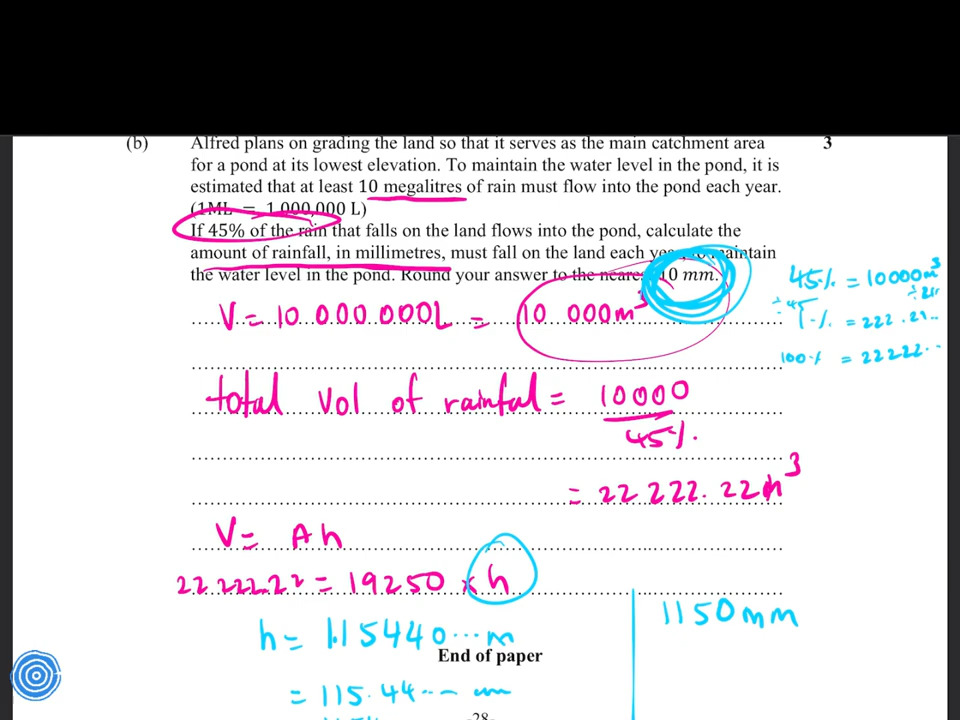 (b) Alfred plans on grading the land so that it serves as the main catchment area 3
for a pond at its lowest elevation. To maintain the water level in the pond, it is
estimated that at least 10 megalitres of rain must flow into the pond each year.
(1ML = 1,000,000 L)
If 45% of the rain that falls on the land flows into the pond, calculate the
amount of rainfall, in millimetres, must fall on the land each year, to maintain
the water level in the pond. Round your answer to the nearest 10 mm.
45% = 10000m³
÷45
1% = 222.21..
100% = 22222..
V = 10 000 000L = 10 000m³
total vol of rainfal = 10000
45%
= 22 222.22m³
V = Ah
22 222.22 = 19250 × h
h = 1.15440...m
1150mm
End of paper
= 115.44---cm
-28-